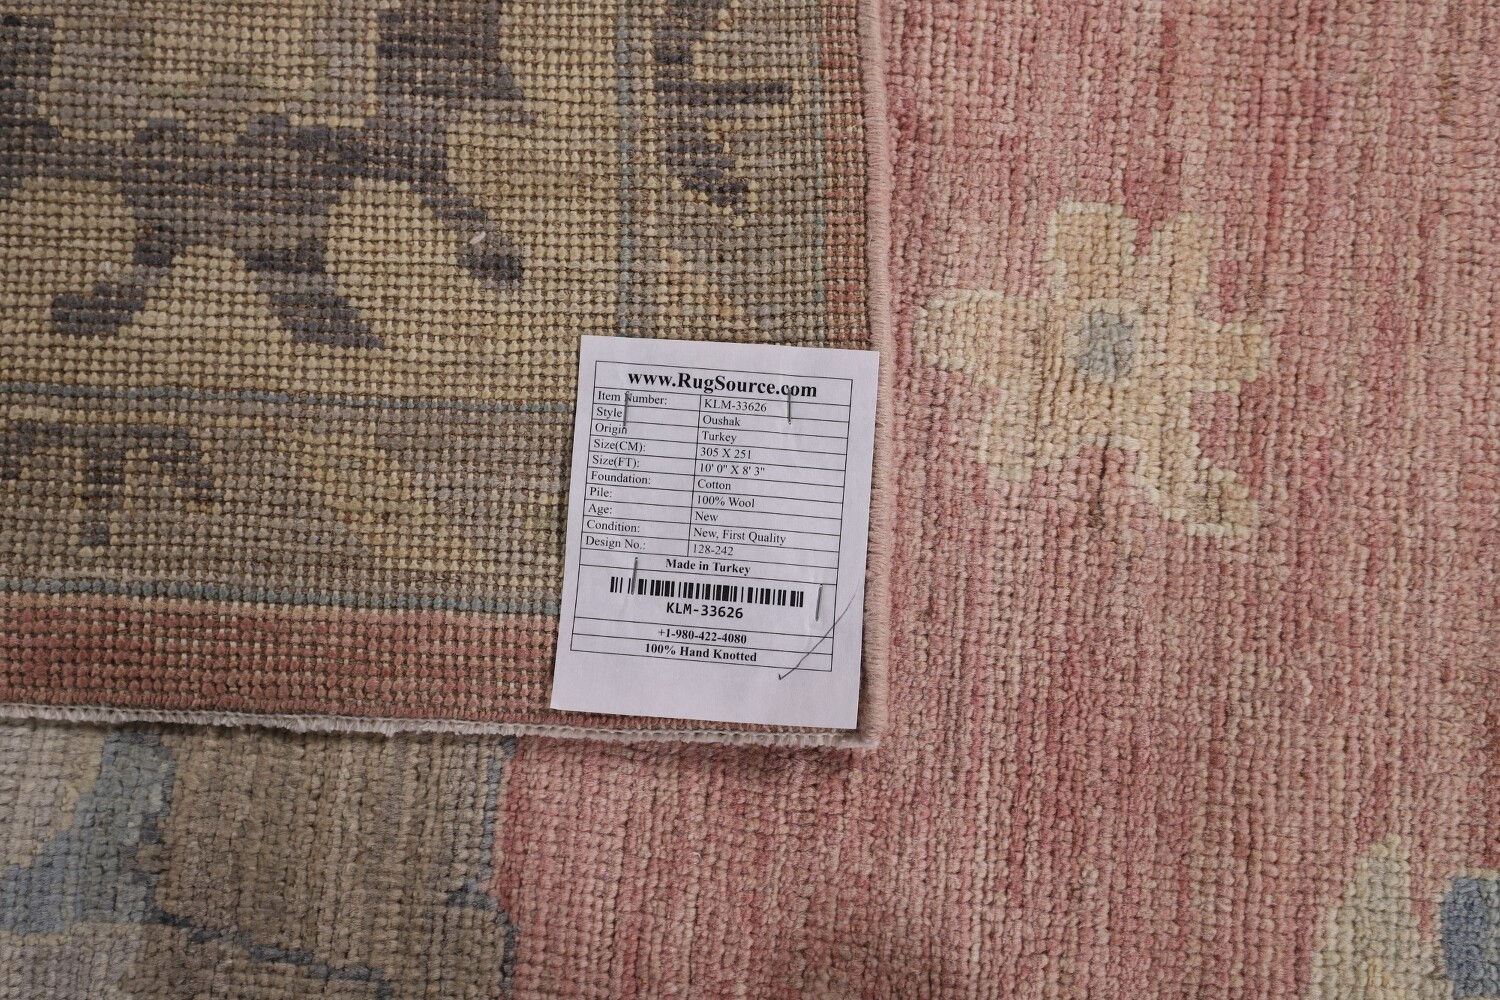 www.RugSource.com
Item Number: KLM-33626
Style Oushak
Origin Turkey
Size(CM): 305 X 251
Size(FT): 10' 0" X 8' 3"
Foundation: Cotton
Pile: 100% Wool
Age: New
Condition: New, First Quality
Design No.: 128-242
Made in Turkey
KLM-33626
+1-980-422-4080
100% Hand Knotted